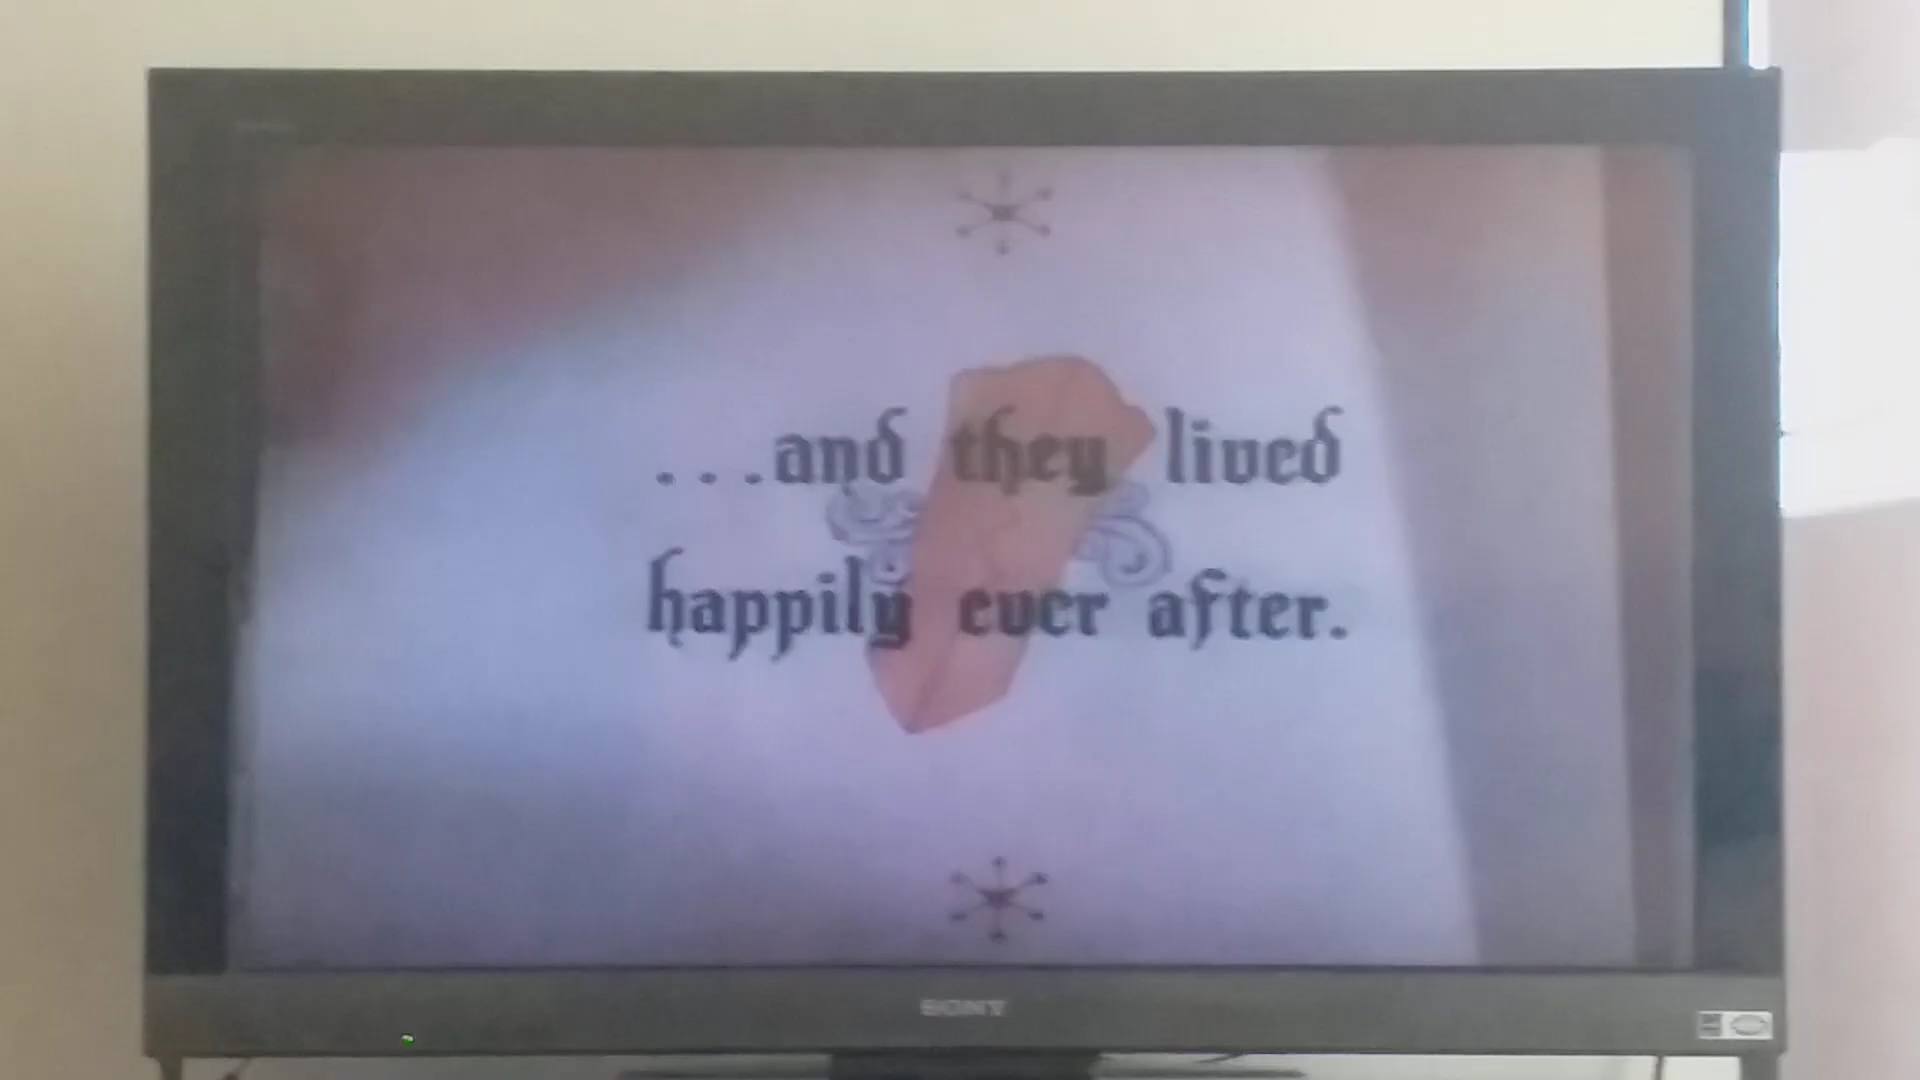 ...and they lived
happily ever after.
SONY